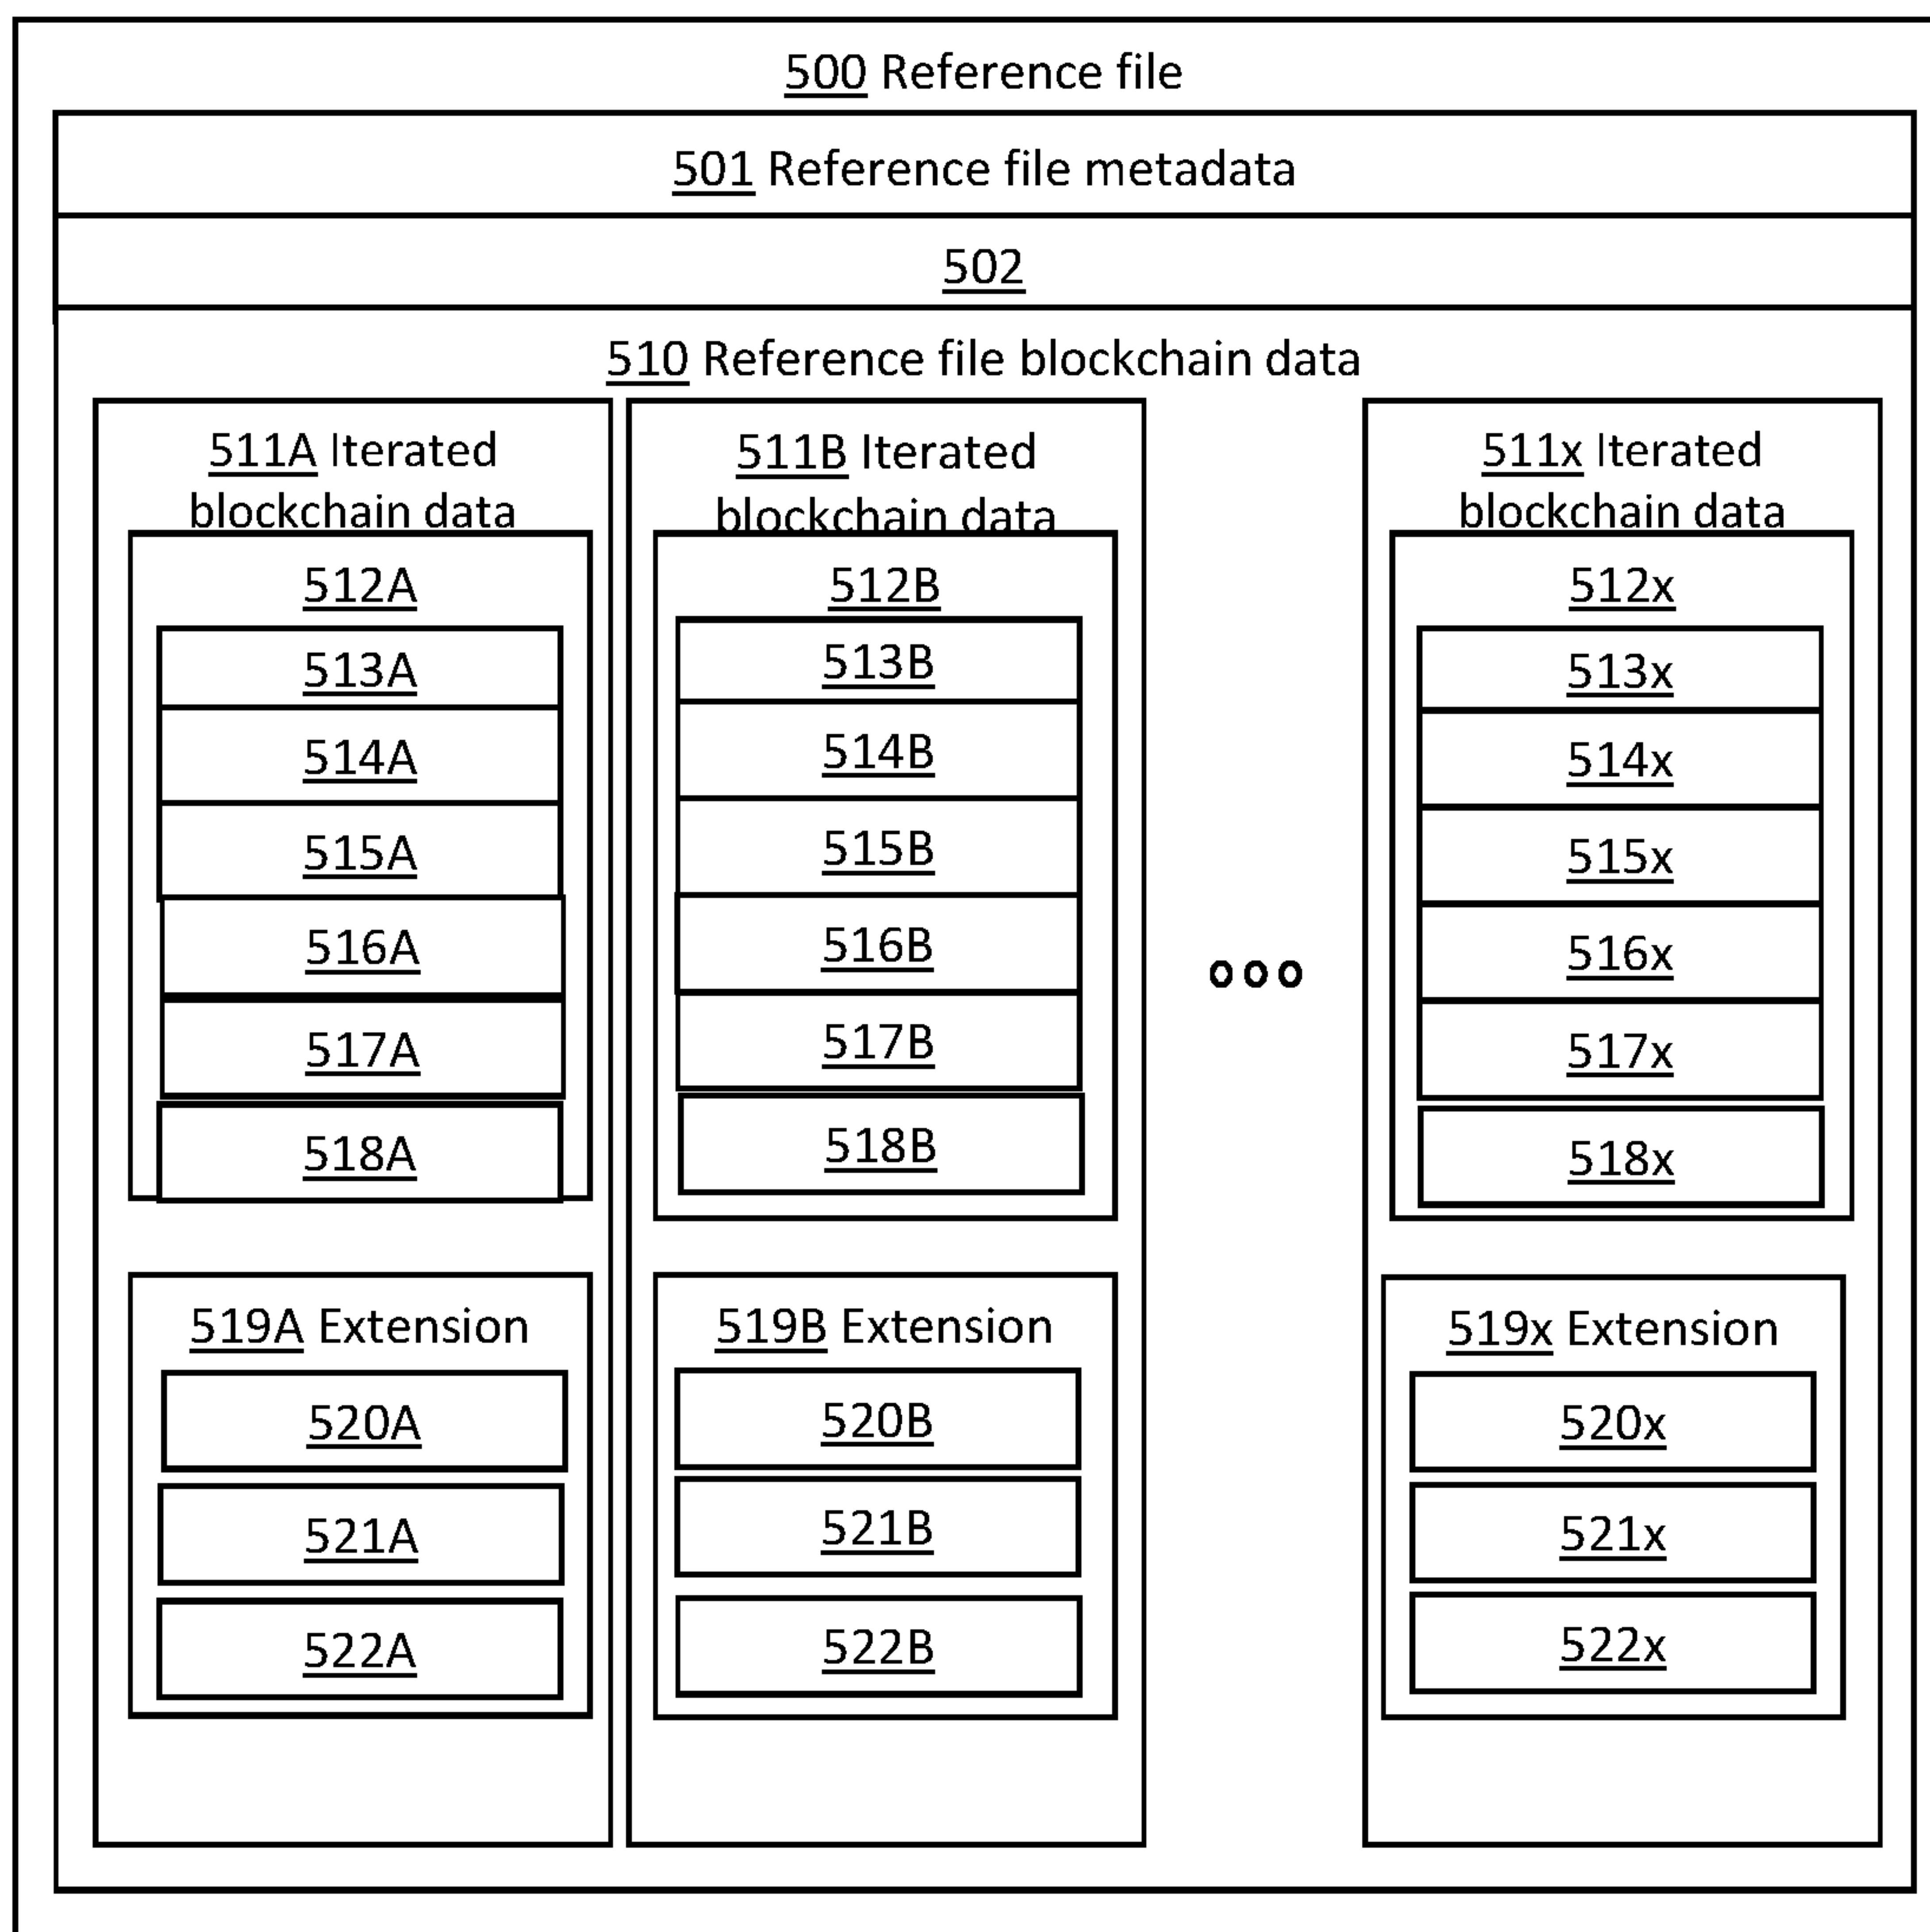 500 Reference file
501 Reference file metadata
502
510 Reference file blockchain data
511A Iterated
blockchain data
512A
513A
514A
515A
516A
517A
518A
519A Extension
520A
521A
522A
511B Iterated
blockchain data
512B
513B
514B
515B
516B
517B
518B
519B Extension
520B
521B
522B
511x Iterated
blockchain data
512x
513x
514x
515x
516x
517x
518x
519x Extension
520x
521x
522x